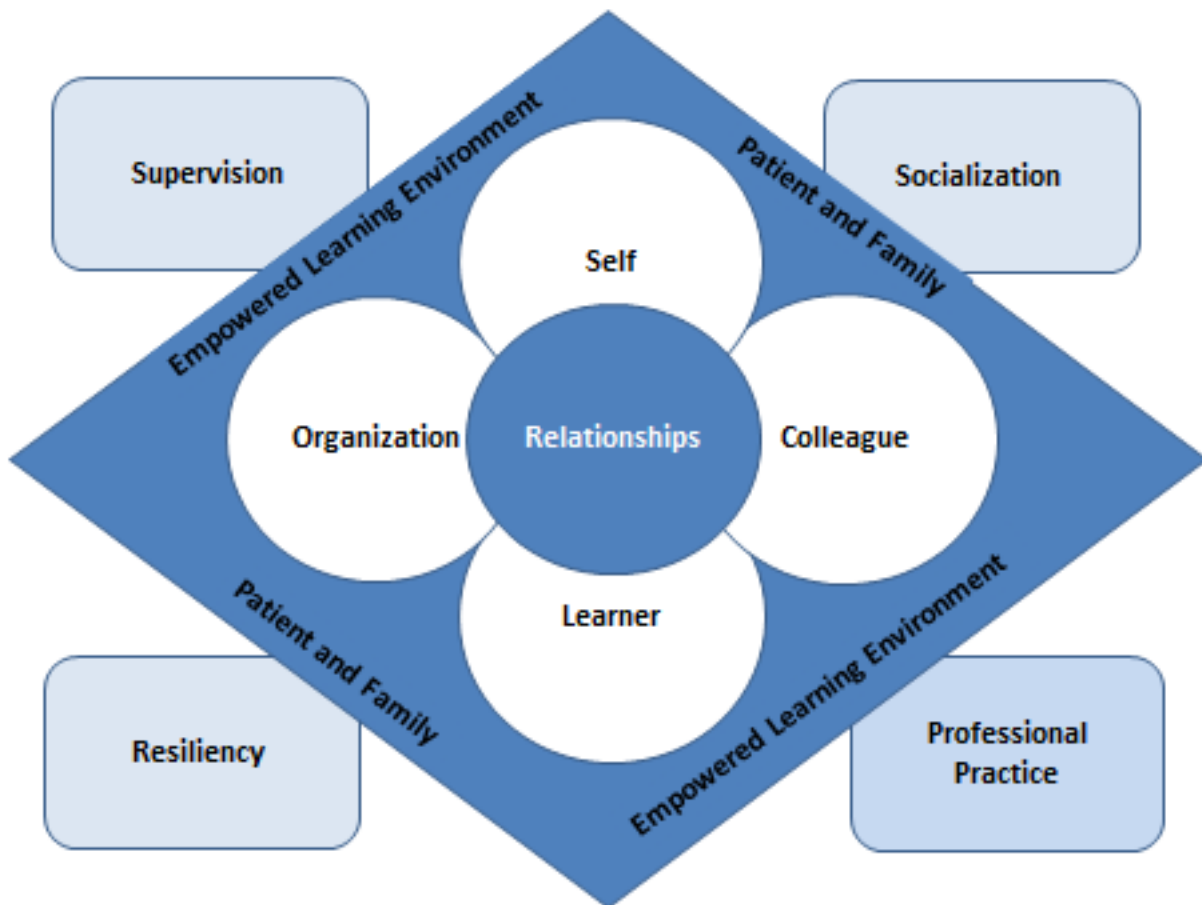 Supervision
Socialization
Empowered Learning Environment
Patient and Family
Self
Organization
Relationships
Colleague
Learner
Patient and Family
Empowered Learning Environment
Resiliency
Professional
Practice